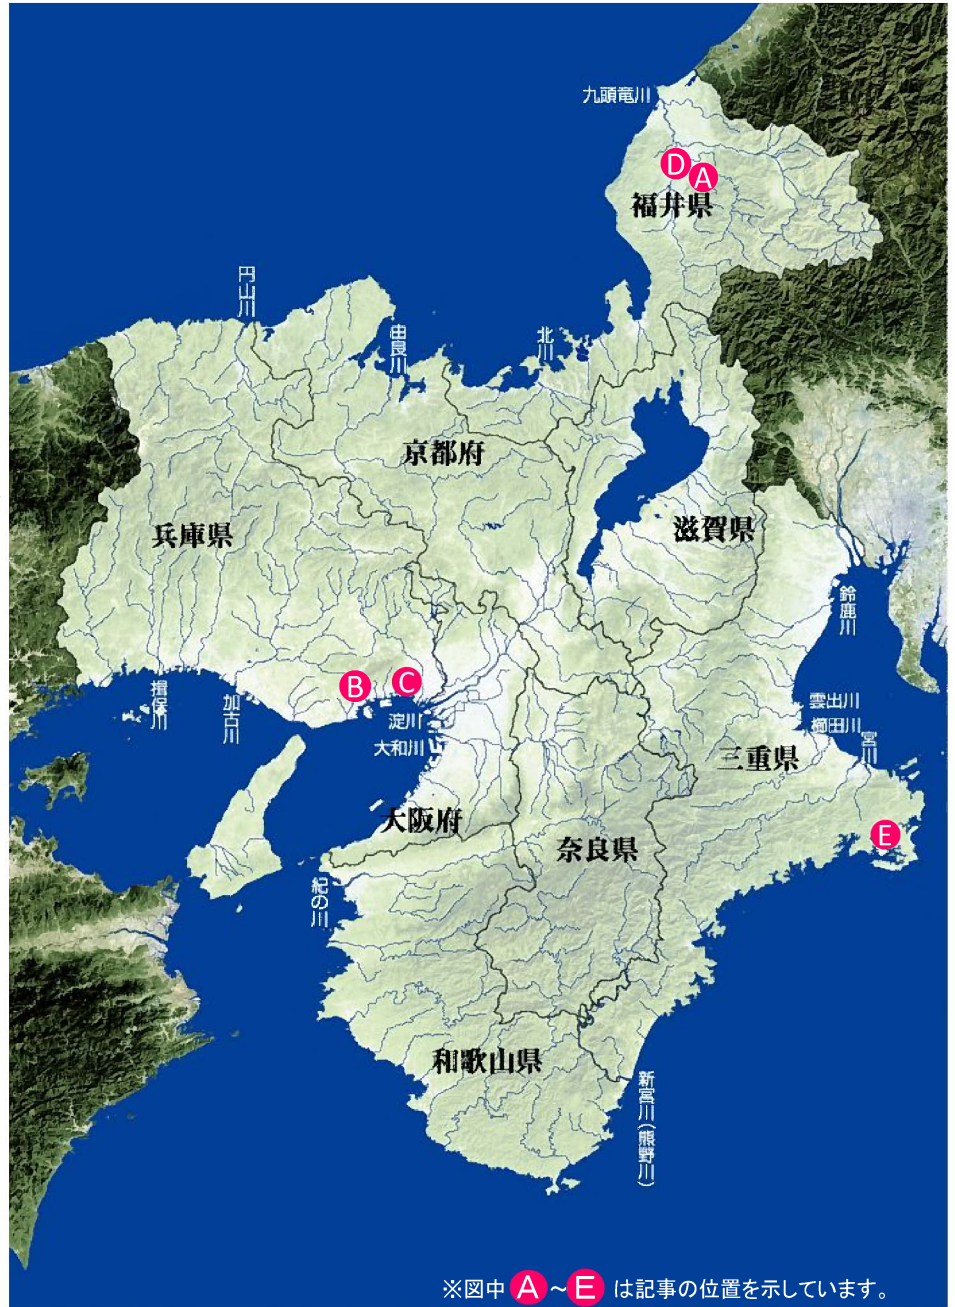 九頭竜川
D
A
福井県
円山川
由良川
北川
京都府
兵庫県
滋賀県
鈴鹿川
B
C
揖保川
加古川
淀川
大和川
雲出川
櫛田川
宮川
三重県
大阪府
奈良県
E
紀の川
和歌山県
新宮川(熊野川)
※図中 A ～ E は記事の位置を示しています。